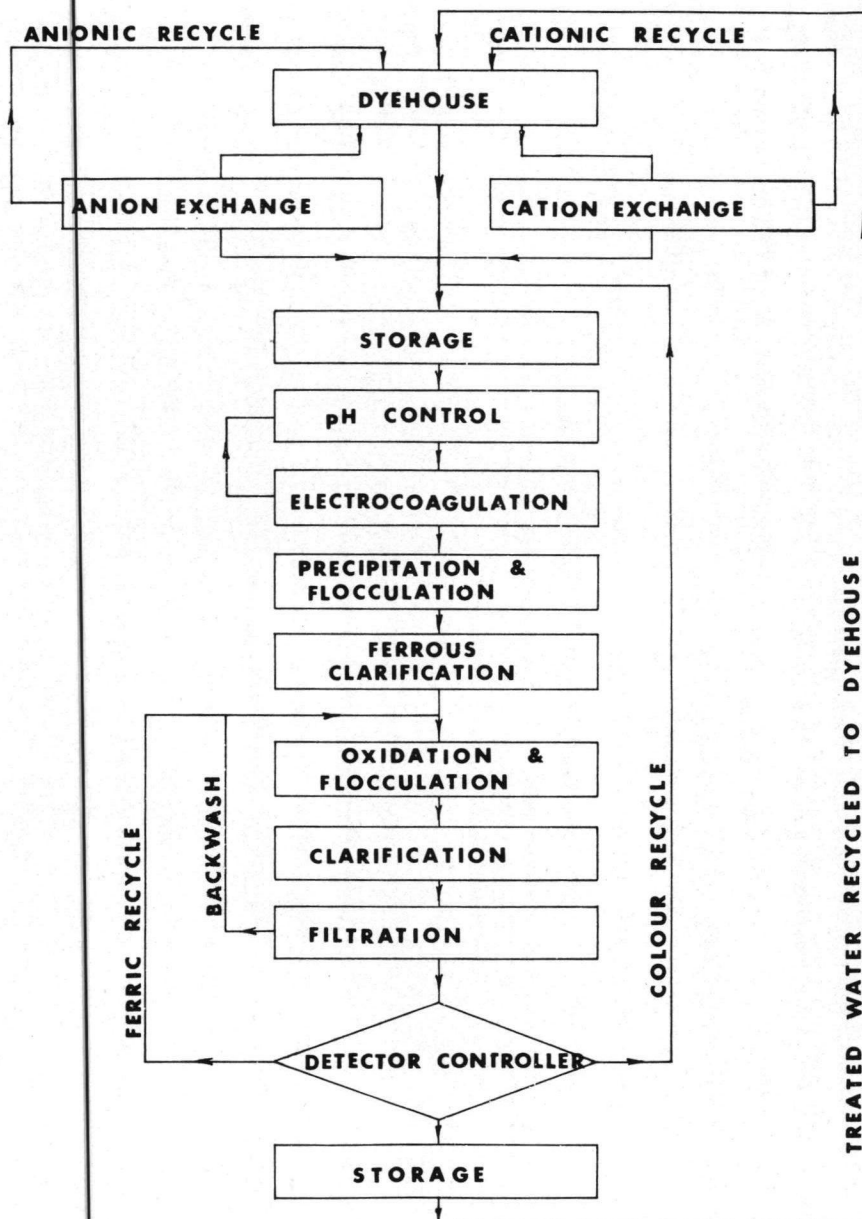 ANIONIC RECYCLE
CATIONIC RECYCLE
DYEHOUSE
ANION EXCHANGE
CATION EXCHANGE
STORAGE
pH CONTROL
ELECTROCOAGULATION
PRECIPITATION &
FLOCCULATION
FERROUS
CLARIFICATION
OXIDATION &
FLOCCULATION
CLARIFICATION
FILTRATION
BACKWASH
FERRIC RECYCLE
COLOUR RECYCLE
TREATED WATER RECYCLED TO DYEHOUSE
DETECTOR CONTROLLER
STORAGE